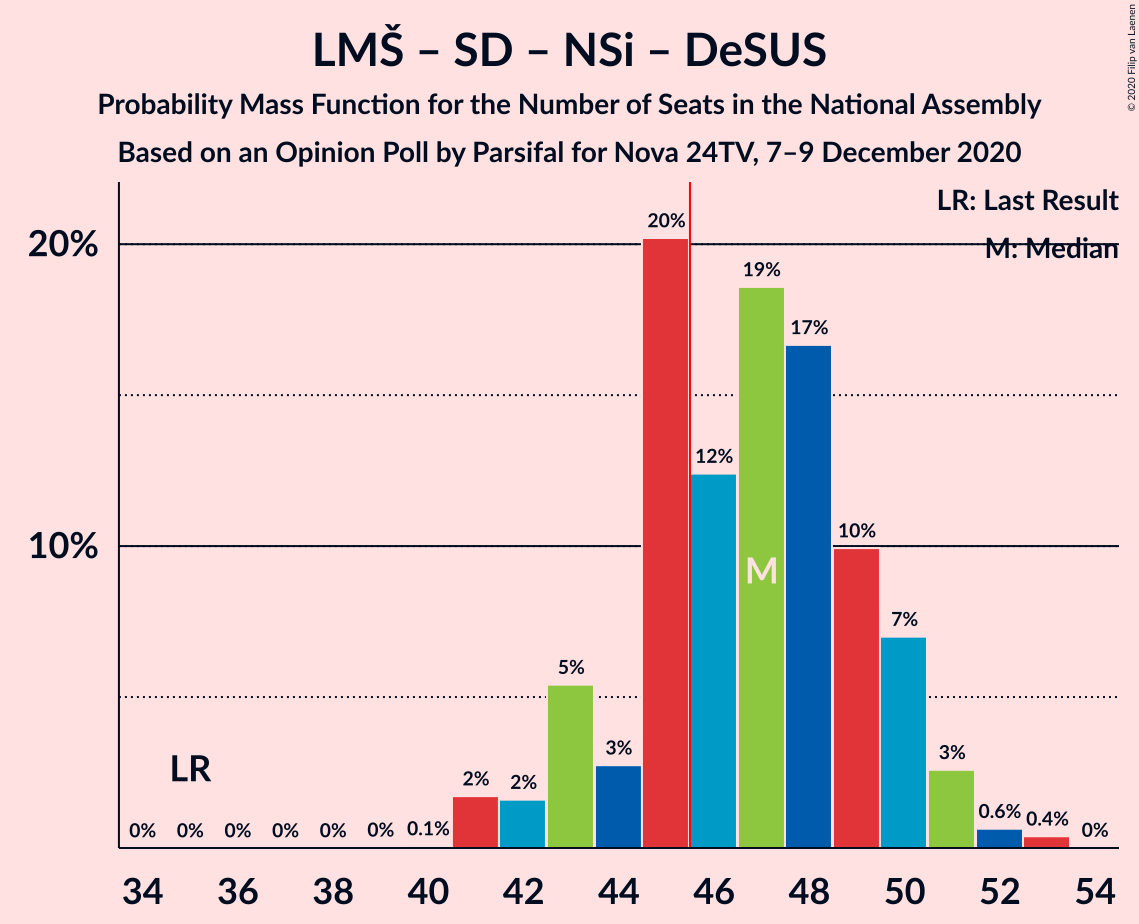 LMŠ – SD – NSi – DeSUS
Probability Mass Function for the Number of Seats in the National Assembly
Based on an Opinion Poll by Parsifal for Nova 24TV, 7–9 December 2020
© 2020 Filip van Laenen
LR: Last Result
M: Median
20%
10%
LR
M
0%
0%
0%
0%
0%
0%
0.1%
2%
2%
5%
3%
20%
12%
19%
17%
10%
7%
3%
0.6%
0.4%
0%
34 36 38 40 42 44 46 48 50 52 54